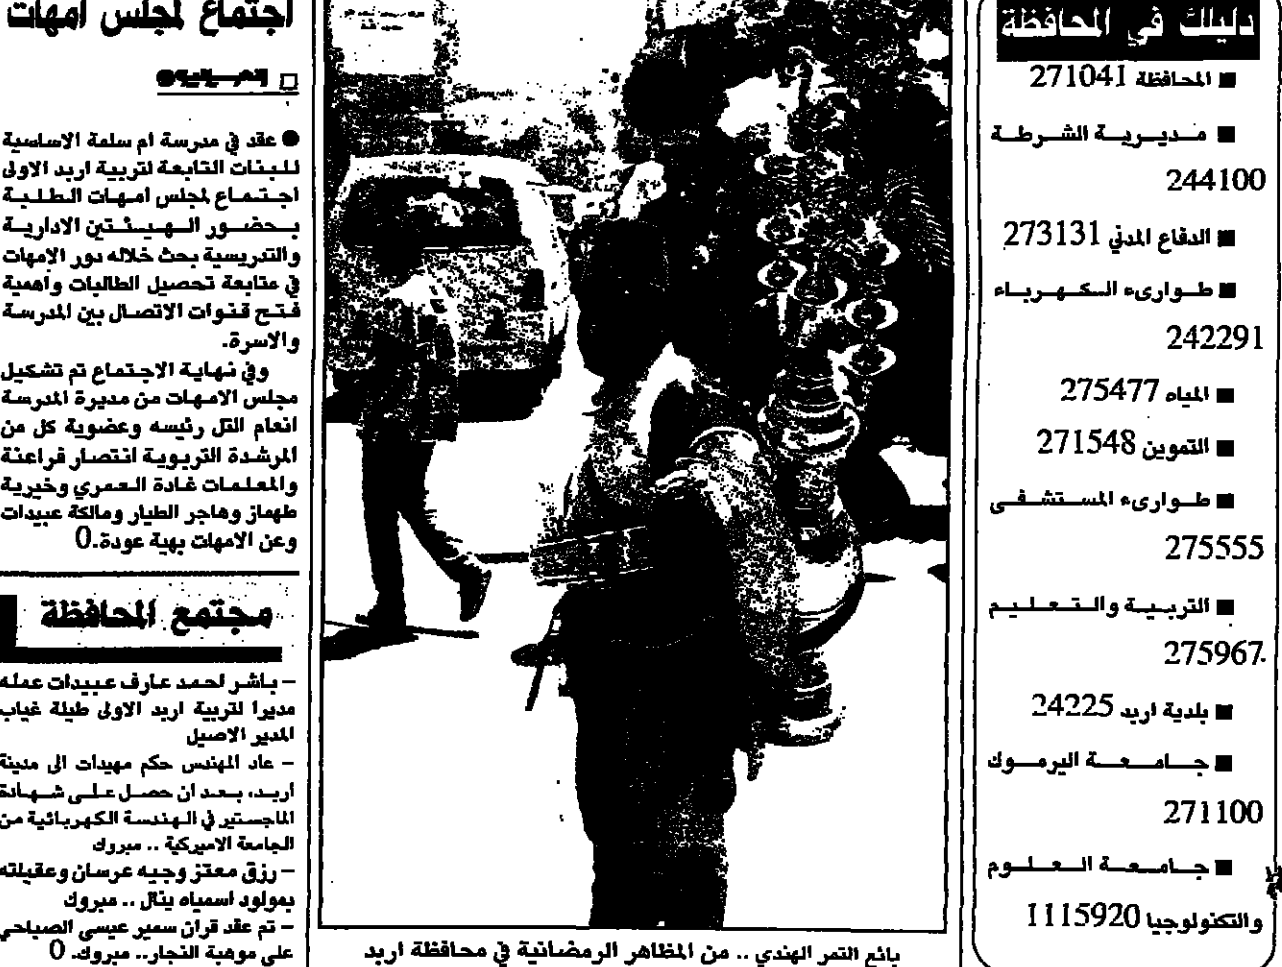 دليلك في المحافظة
■ المحافظة 271041
■ مديرية الشرطة
244100
■ الدفاع المدني 273131
■ طوارىء الكهرباء
242291
■ المياه 275477
■ التموين 271548
■ طوارىء المستشفى
275555
■ التربية والتعليم
275967
■ بلدية اربد 24225
■ جامعة اليرموك
271100
■ جامعة العلوم
والتكنولوجيا 1115920
بائع التمر الهندي .. من المظاهر الرمضانية في محافظة اربد
اجتماع لمجلس امهات
● عقد في مدرسة ام سلمة الاساسية
للبنات التابعة لتربية اربد الاولى
اجتماع لمجلس امهات الطلبة
بحضور الهيئتين الادارية
والتدريسية بحث خلاله دور الامهات
في متابعة تحصيل الطالبات وأهمية
فتح قنوات الاتصال بين المدرسة
والاسرة.
وفي نهاية الاجتماع تم تشكيل
مجلس الامهات من مديرة المدرسة
انعام التل رئيسه وعضوية كل من
المرشدة التربوية انتصار قراعنة
والمعلمات غادة العمري وخيرية
طهماز وهاجر الطيار ومالكة عبيدات
وعن الامهات بهية عودة.0
مجتمع المحافظة
– باشر احمد عارف عبيدات عمله
مديرا لتربية اربد الاولى طيلة غياب
المدير الاصيل
– عاد المهندس حكم مهيدات الى مدينة
اربد، بعد ان حصل على شهادة
الماجستير في الهندسة الكهربائية من
الجامعة الاميركية .. مبروك
– رزق معتز وجيه عرسان وعقيلته
بمولود اسمياه ينال .. مبروك
– تم عقد قران سمير عيسى الصباحي
على موهبة النجار.. مبروك. 0